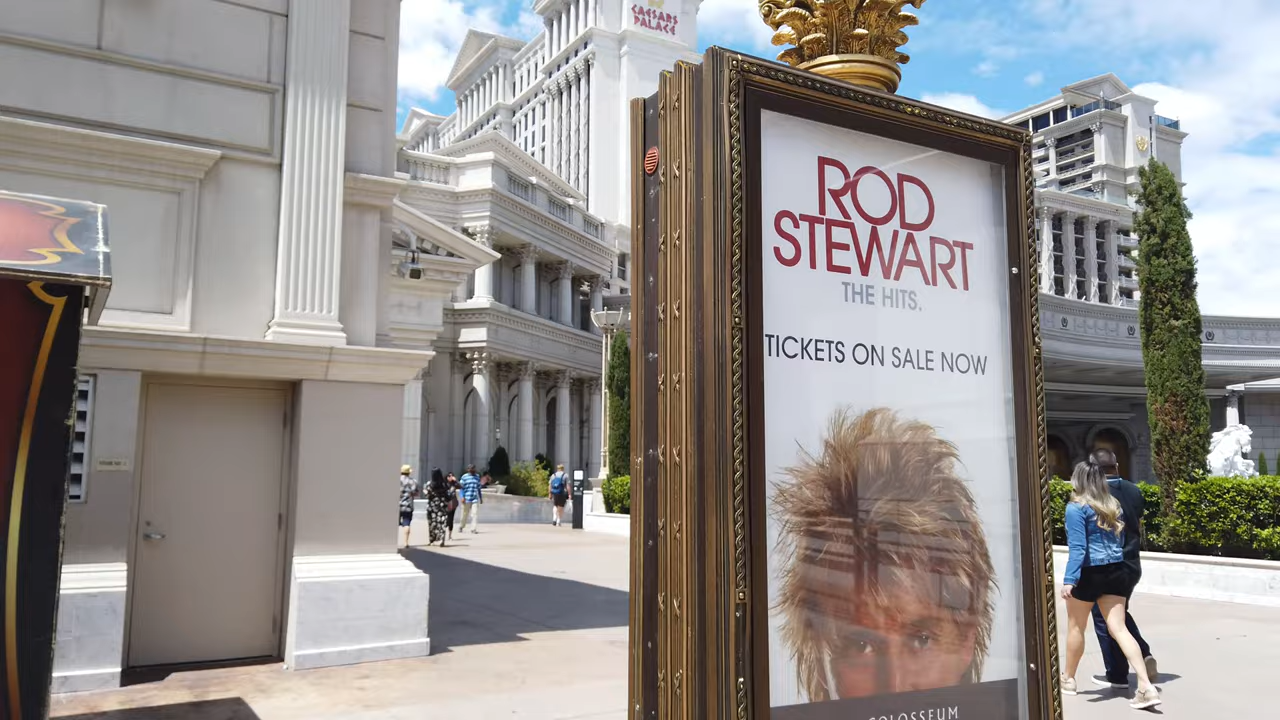 CAESARS
PALACE
ROD
STEWART
THE HITS.
TICKETS ON SALE NOW
COLOSSEUM